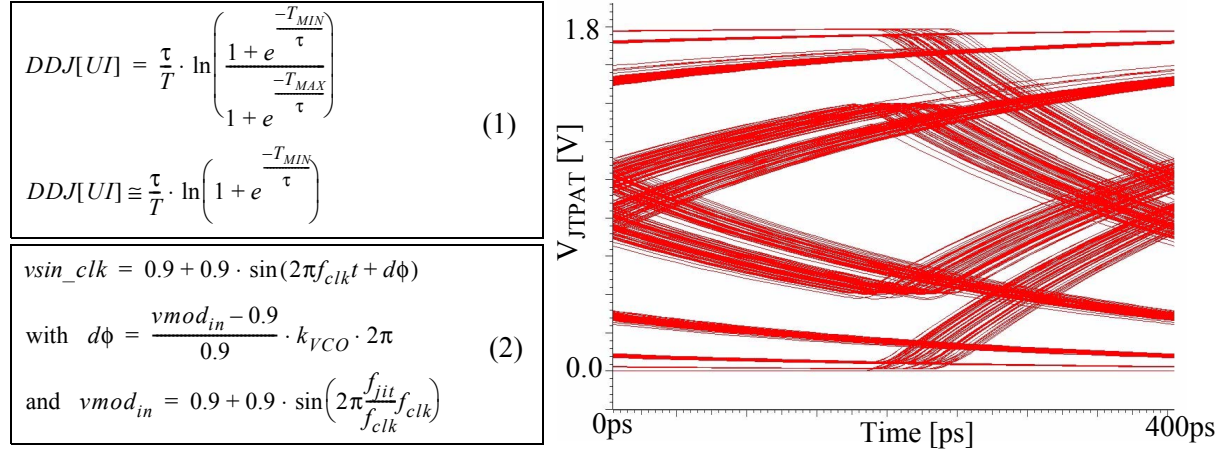 DDJ[UI] = τ/T · ln((1 + e^(-T_MIN/τ))/(1 + e^(-T_MAX/τ)))
(1)
DDJ[UI] ≅ τ/T · ln(1 + e^(-T_MIN/τ))
vsin_clk = 0.9 + 0.9 · sin(2πf_clk t + dϕ)
with dϕ = (vmod_in – 0.9)/0.9 · k_VCO · 2π
(2)
and vmod_in = 0.9 + 0.9 · sin(2π f_jit/f_clk f_clk)
1.8
V_JTPAT [V]
0.0
0ps
Time [ps]
400ps